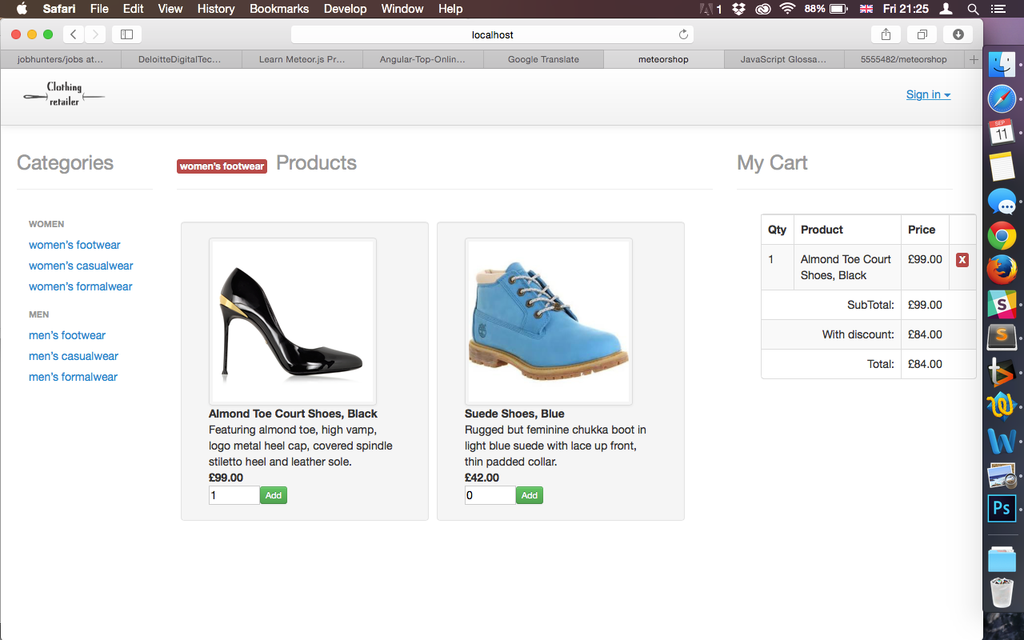 Safari File Edit View History Bookmarks Develop Window Help 1 88% Fri 21:25
localhost
jobhunters/jobs at... DeloitteDigitalTec... Learn Meteor.js Pr... Angular-Top-Onlin... Google Translate meteorshop JavaScript Glossa... 5555482/meteorshop +
Clothing
retailer
Sign in
Categories
WOMEN
women's footwear
women's casualwear
women's formalwear
MEN
men's footwear
men's casualwear
men's formalwear
women's footwear Products
Almond Toe Court Shoes, Black
Featuring almond toe, high vamp,
logo metal heel cap, covered spindle
stiletto heel and leather sole.
£99.00
1 Add
Suede Shoes, Blue
Rugged but feminine chukka boot in
light blue suede with lace up front,
thin padded collar.
£42.00
0 Add
My Cart
Qty Product Price
1 Almond Toe Court £99.00 X
Shoes, Black
SubTotal: £99.00
With discount: £84.00
Total: £84.00
SEP
11
S
S
W
Ps